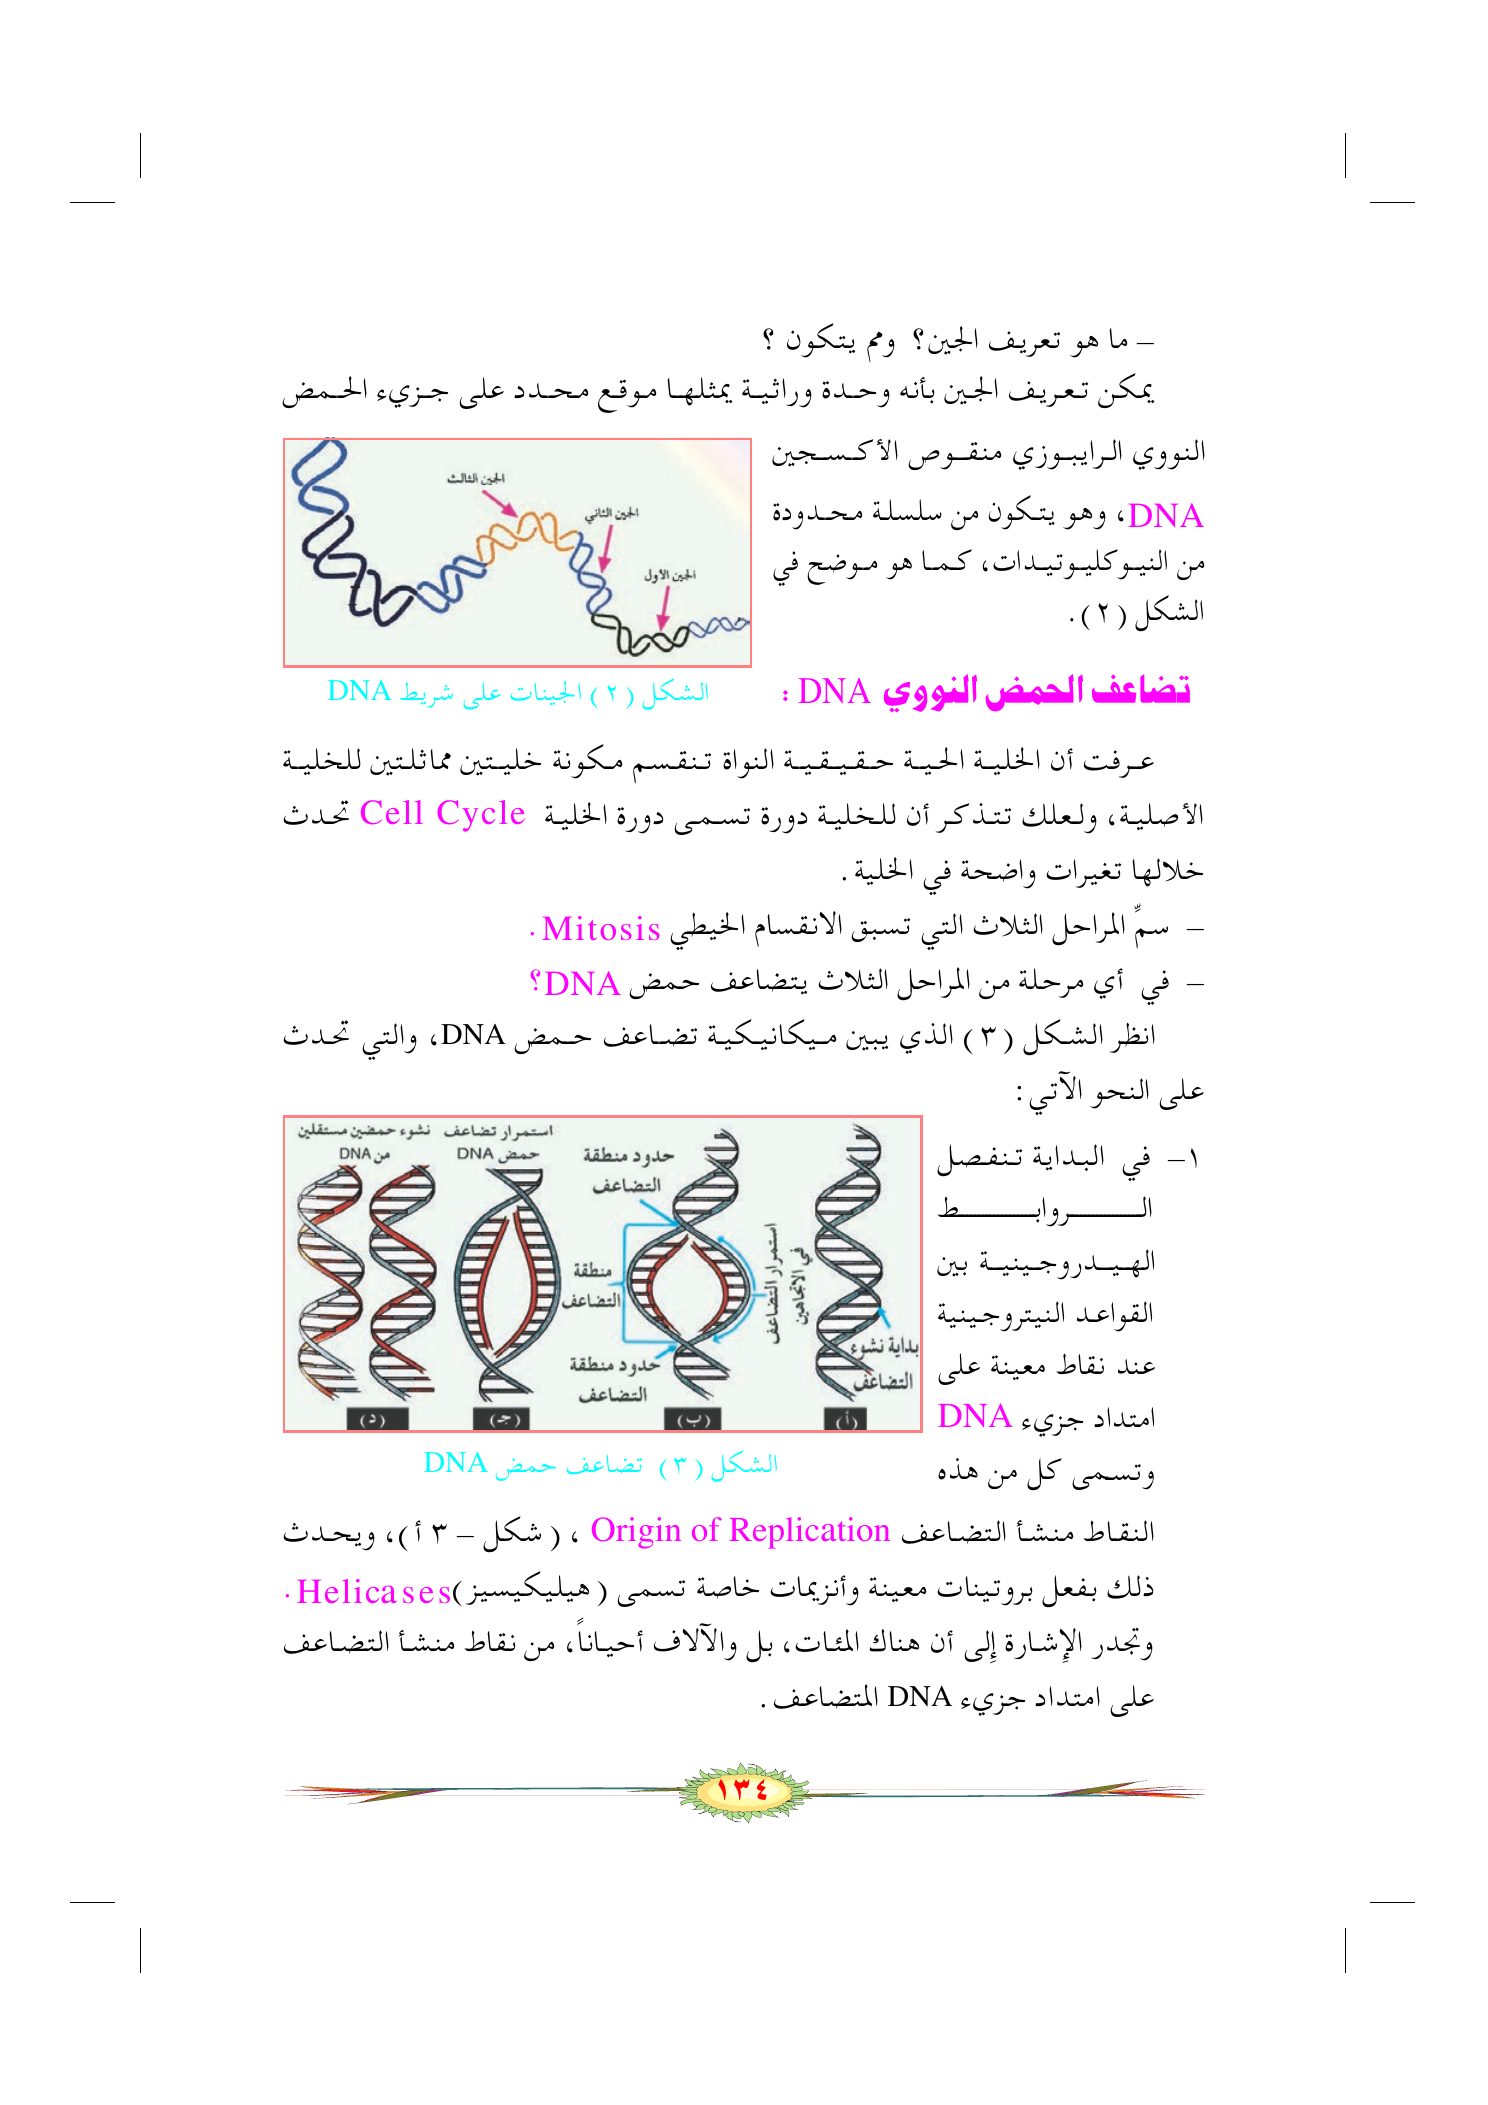 – ما هو تعريف الجين؟ ومم يتكون ؟
يمكن تعريف الجين بأنه وحدة وراثية يمثلها موقع محدد على جزيء الحمض
النووي الرايبوزي منقوص الأكسجين
DNA، وهو يتكون من سلسلة محدودة
من النيوكليوتيدات، كما هو موضح في
الشكل (٢).
الجين الثالث
الجين الثاني
الجين الأول
الشكل (٢) الجينات على شريط DNA
تضاعف الحمض النووي DNA :
عرفت أن الخلية الحية حقيقية النواة تنقسم مكونة خليتين مماثلتين للخلية
الأصلية، ولعلك تتذكر أن للخلية دورة تسمى دورة الخلية Cell Cycle تحدث
خلالها تغيرات واضحة في الخلية.
– سمِّ المراحل الثلاث التي تسبق الانقسام الخيطي Mitosis.
– في أي مرحلة من المراحل الثلاث يتضاعف حمض DNA؟
انظر الشكل (٣) الذي يبين ميكانيكية تضاعف حمض DNA، والتي تحدث
على النحو الآتي:
١– في البداية تنفصل
الروابط
الهيدروجينية بين
القواعد النيتروجينية
عند نقاط معينة على
امتداد جزيء DNA
وتسمى كل من هذه
بداية نشوء
التضاعف
(أ)
استمرار التضاعف
في الاتجاهين
حدود منطقة
التضاعف
منطقة
التضاعف
حدود منطقة
التضاعف
(ب)
استمرار تضاعف
حمض DNA
(جـ)
نشوء حمضين مستقلين
من DNA
(د)
الشكل (٣) تضاعف حمض DNA
النقاط منشأ التضاعف Origin of Replication ، (شكل – ٣ أ)، ويحدث
ذلك بفعل بروتينات معينة وأنزيمات خاصة تسمى (هيليكيسيز)Helicases.
وتجدر الإشارة إلى أن هناك المئات، بل والآلاف أحياناً، من نقاط منشأ التضاعف
على امتداد جزيء DNA المتضاعف.
١٣٤